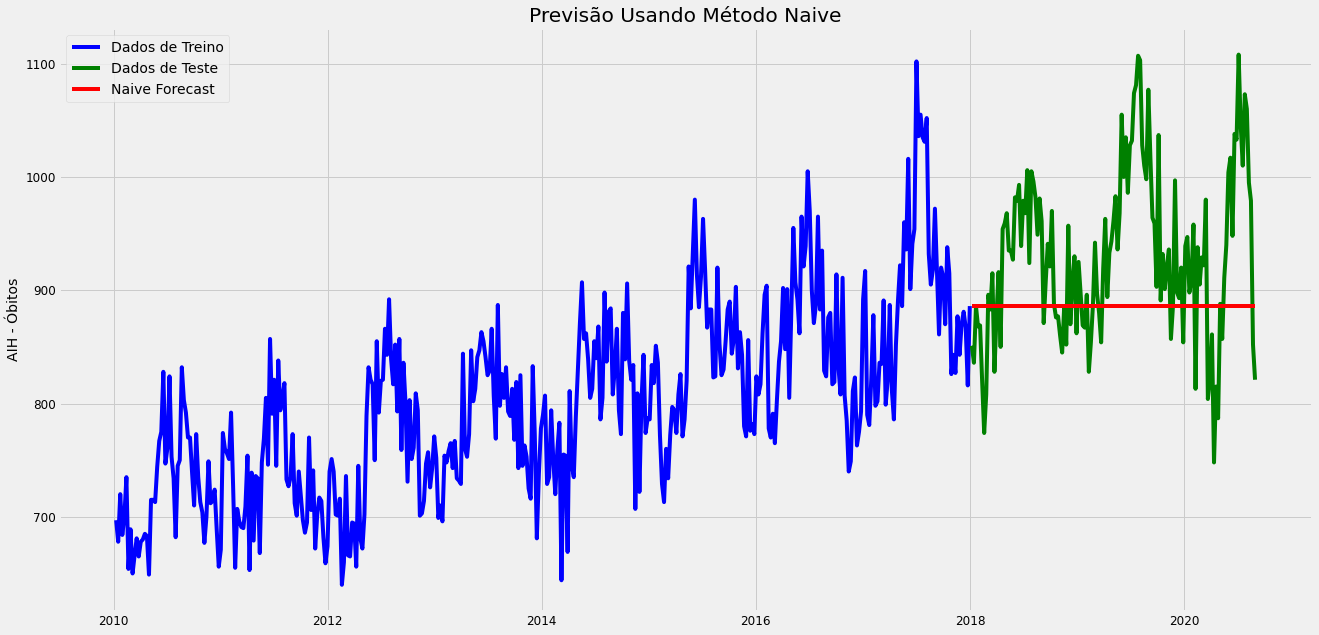 Previsão Usando Método Naive
Dados de Treino
Dados de Teste
Naive Forecast
AIH - Óbitos
1100
1000
900
800
700
2010 2012 2014 2016 2018 2020